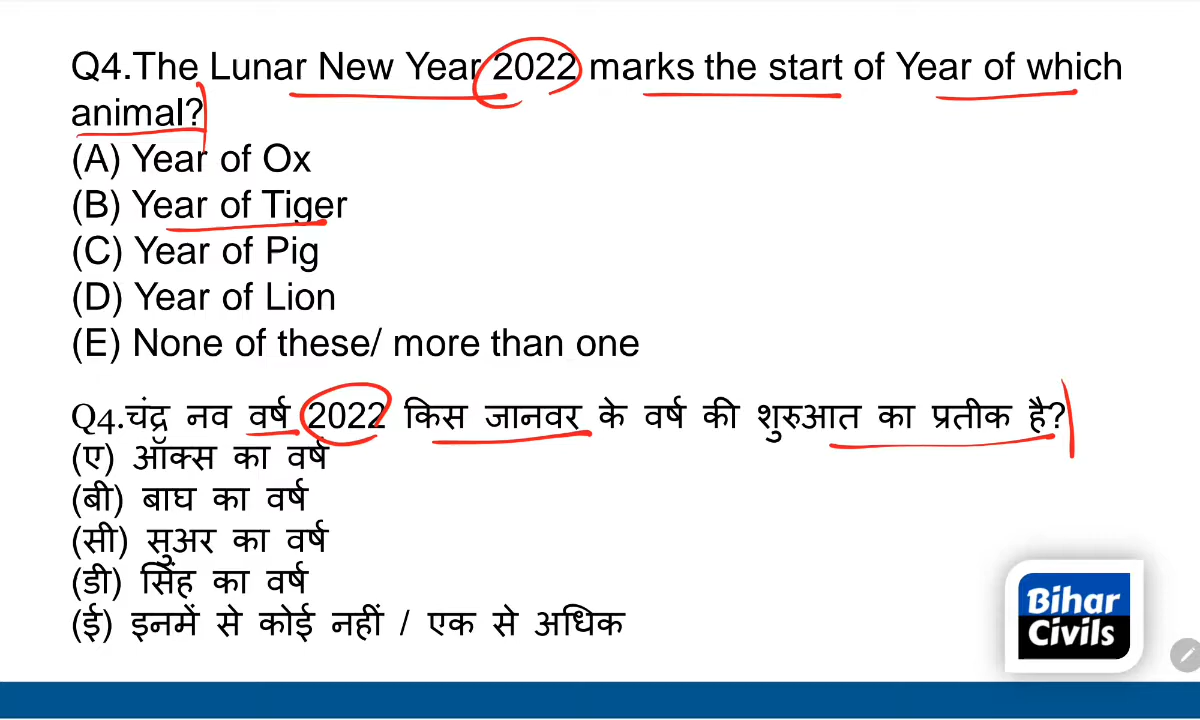 Q4.The Lunar New Year 2022 marks the start of Year of which
animal?
(A) Year of Ox
(B) Year of Tiger
(C) Year of Pig
(D) Year of Lion
(E) None of these/ more than one
Q4.चंद्र नव वर्ष 2022 किस जानवर के वर्ष की शुरुआत का प्रतीक है?
(ए) ऑक्स का वर्ष
(बी) बाघ का वर्ष
(सी) सुअर का वर्ष
(डी) सिंह का वर्ष
(ई) इनमें से कोई नहीं / एक से अधिक
Bihar
Civils